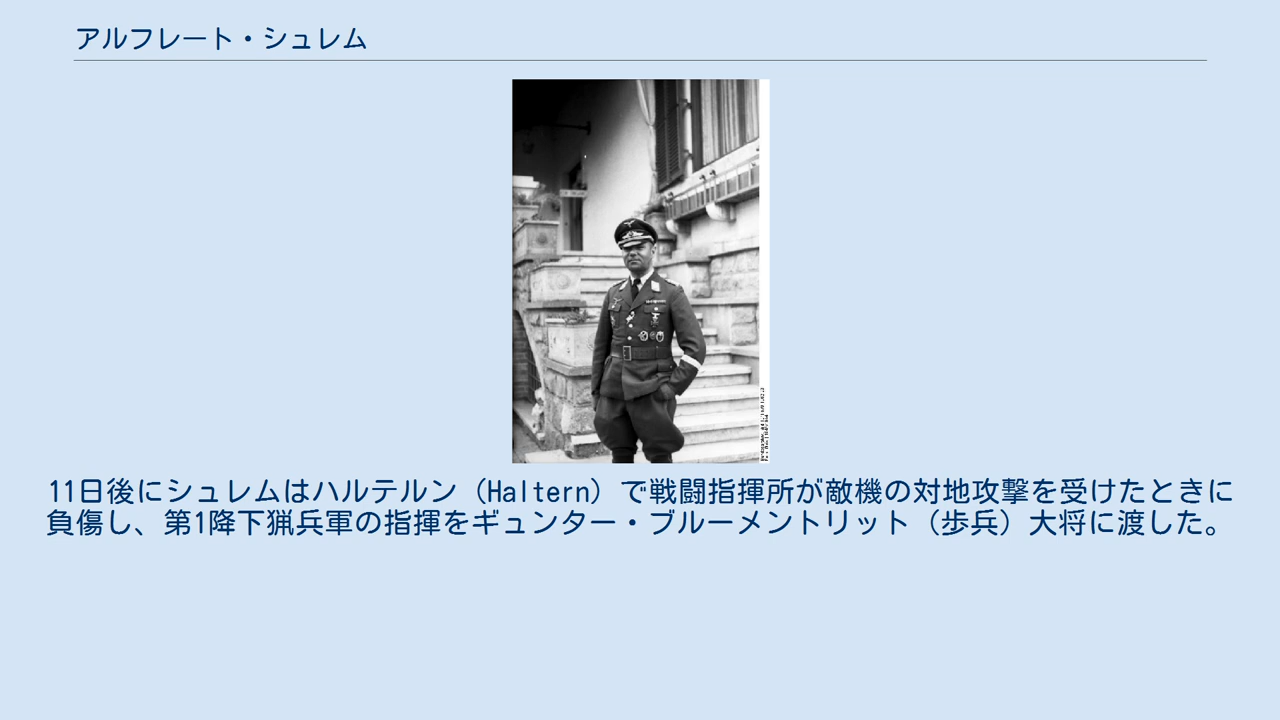 アルフレート・シュレム
11日後にシュレムはハルテルン（Haltern）で戦闘指揮所が敵機の対地攻撃を受けたときに
負傷し、第1降下猟兵軍の指揮をギュンター・ブルーメントリット（歩兵）大将に渡した。